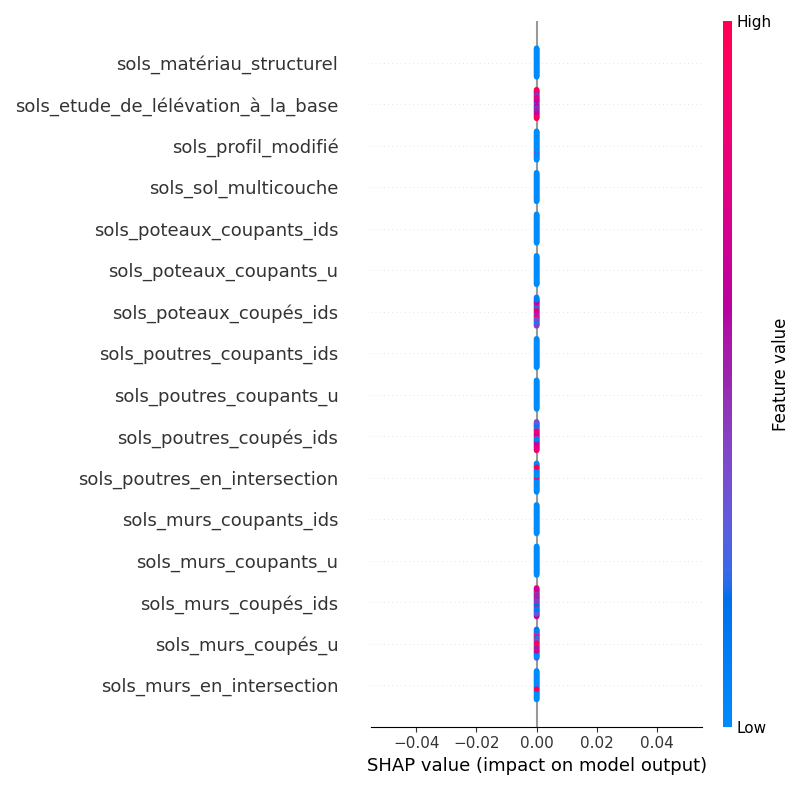 High
sols_matériau_structurel
sols_etude_de_lélévation_à_la_base
sols_profil_modifié
sols_sol_multicouche
sols_poteaux_coupants_ids
sols_poteaux_coupants_u
sols_poteaux_coupés_ids
sols_poutres_coupants_ids
sols_poutres_coupants_u
sols_poutres_coupés_ids
sols_poutres_en_intersection
sols_murs_coupants_ids
sols_murs_coupants_u
sols_murs_coupés_ids
sols_murs_coupés_u
sols_murs_en_intersection
Feature value
Low
−0.04 −0.02 0.00 0.02 0.04
SHAP value (impact on model output)